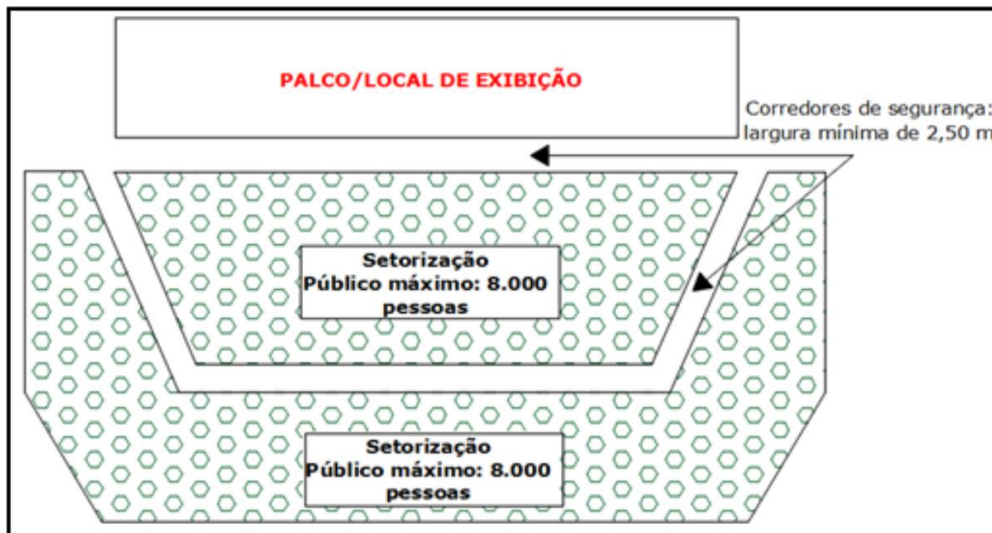 PALCO/LOCAL DE EXIBIÇÃO
Corredores de segurança:
largura mínima de 2,50 m
Setorização
Público máximo: 8.000
pessoas
Setorização
Público máximo: 8.000
pessoas